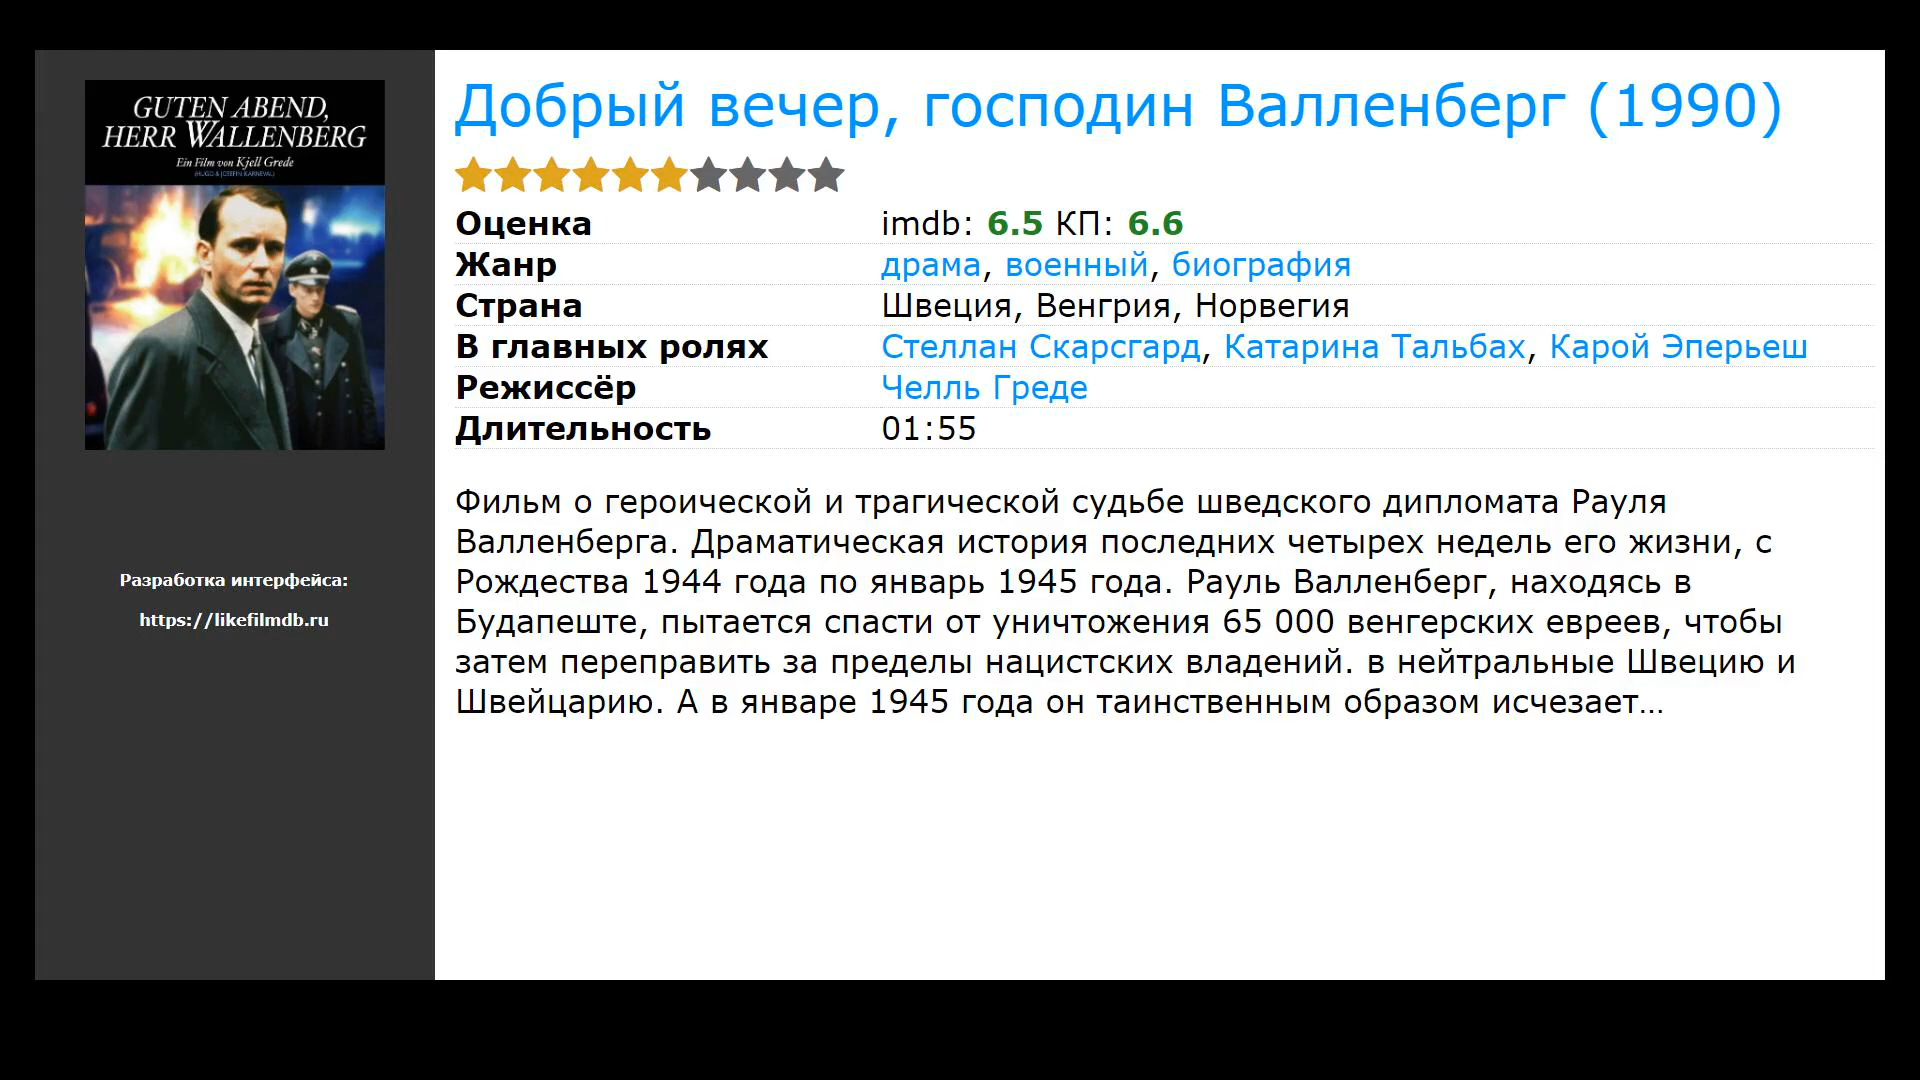 GUTEN ABEND,
HERR WALLENBERG
Ein Film von Kjell Grede
(HUGO & JOSEFIN, KARNEVAL)
Разработка интерфейса:
https://likefilmdb.ru
Добрый вечер, господин Валленберг (1990)
Оценка imdb: 6.5 КП: 6.6
Жанр драма, военный, биография
Страна Швеция, Венгрия, Норвегия
В главных ролях Стеллан Скарсгард, Катарина Тальбах, Карой Эперьеш
Режиссёр Челль Греде
Длительность 01:55
Фильм о героической и трагической судьбе шведского дипломата Рауля
Валленберга. Драматическая история последних четырех недель его жизни, с
Рождества 1944 года по январь 1945 года. Рауль Валленберг, находясь в
Будапеште, пытается спасти от уничтожения 65 000 венгерских евреев, чтобы
затем переправить за пределы нацистских владений. в нейтральные Швецию и
Швейцарию. А в январе 1945 года он таинственным образом исчезает...